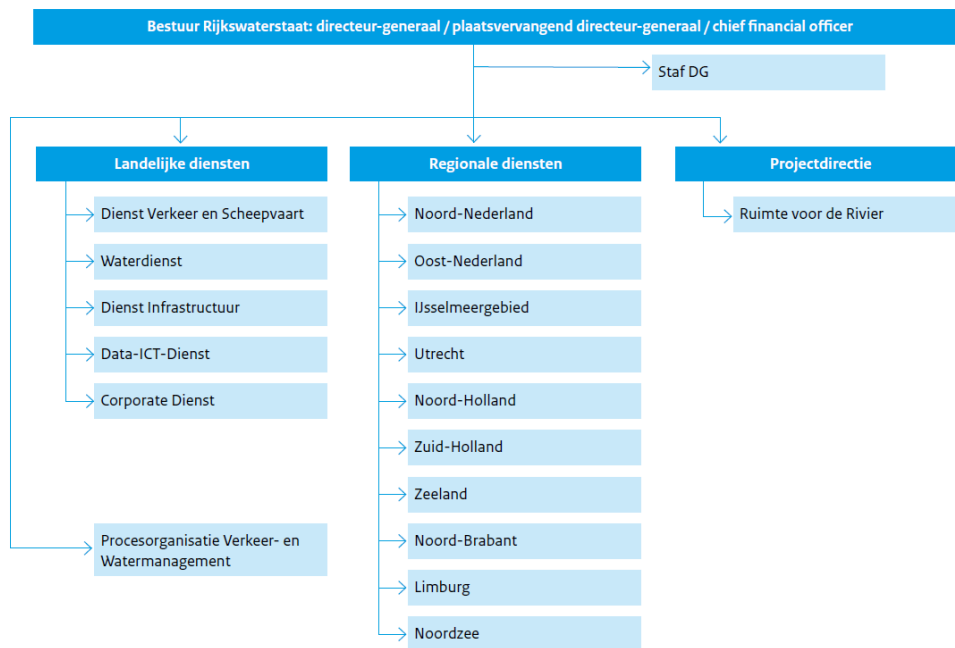 Bestuur Rijkswaterstaat: directeur-generaal / plaatsvervangend directeur-generaal / chief financial officer
Staf DG
Landelijke diensten
Dienst Verkeer en Scheepvaart
Waterdienst
Dienst Infrastructuur
Data-ICT-Dienst
Corporate Dienst
Procesorganisatie Verkeer- en
Watermanagement
Regionale diensten
Noord-Nederland
Oost-Nederland
IJsselmeergebied
Utrecht
Noord-Holland
Zuid-Holland
Zeeland
Noord-Brabant
Limburg
Noordzee
Projectdirectie
Ruimte voor de Rivier